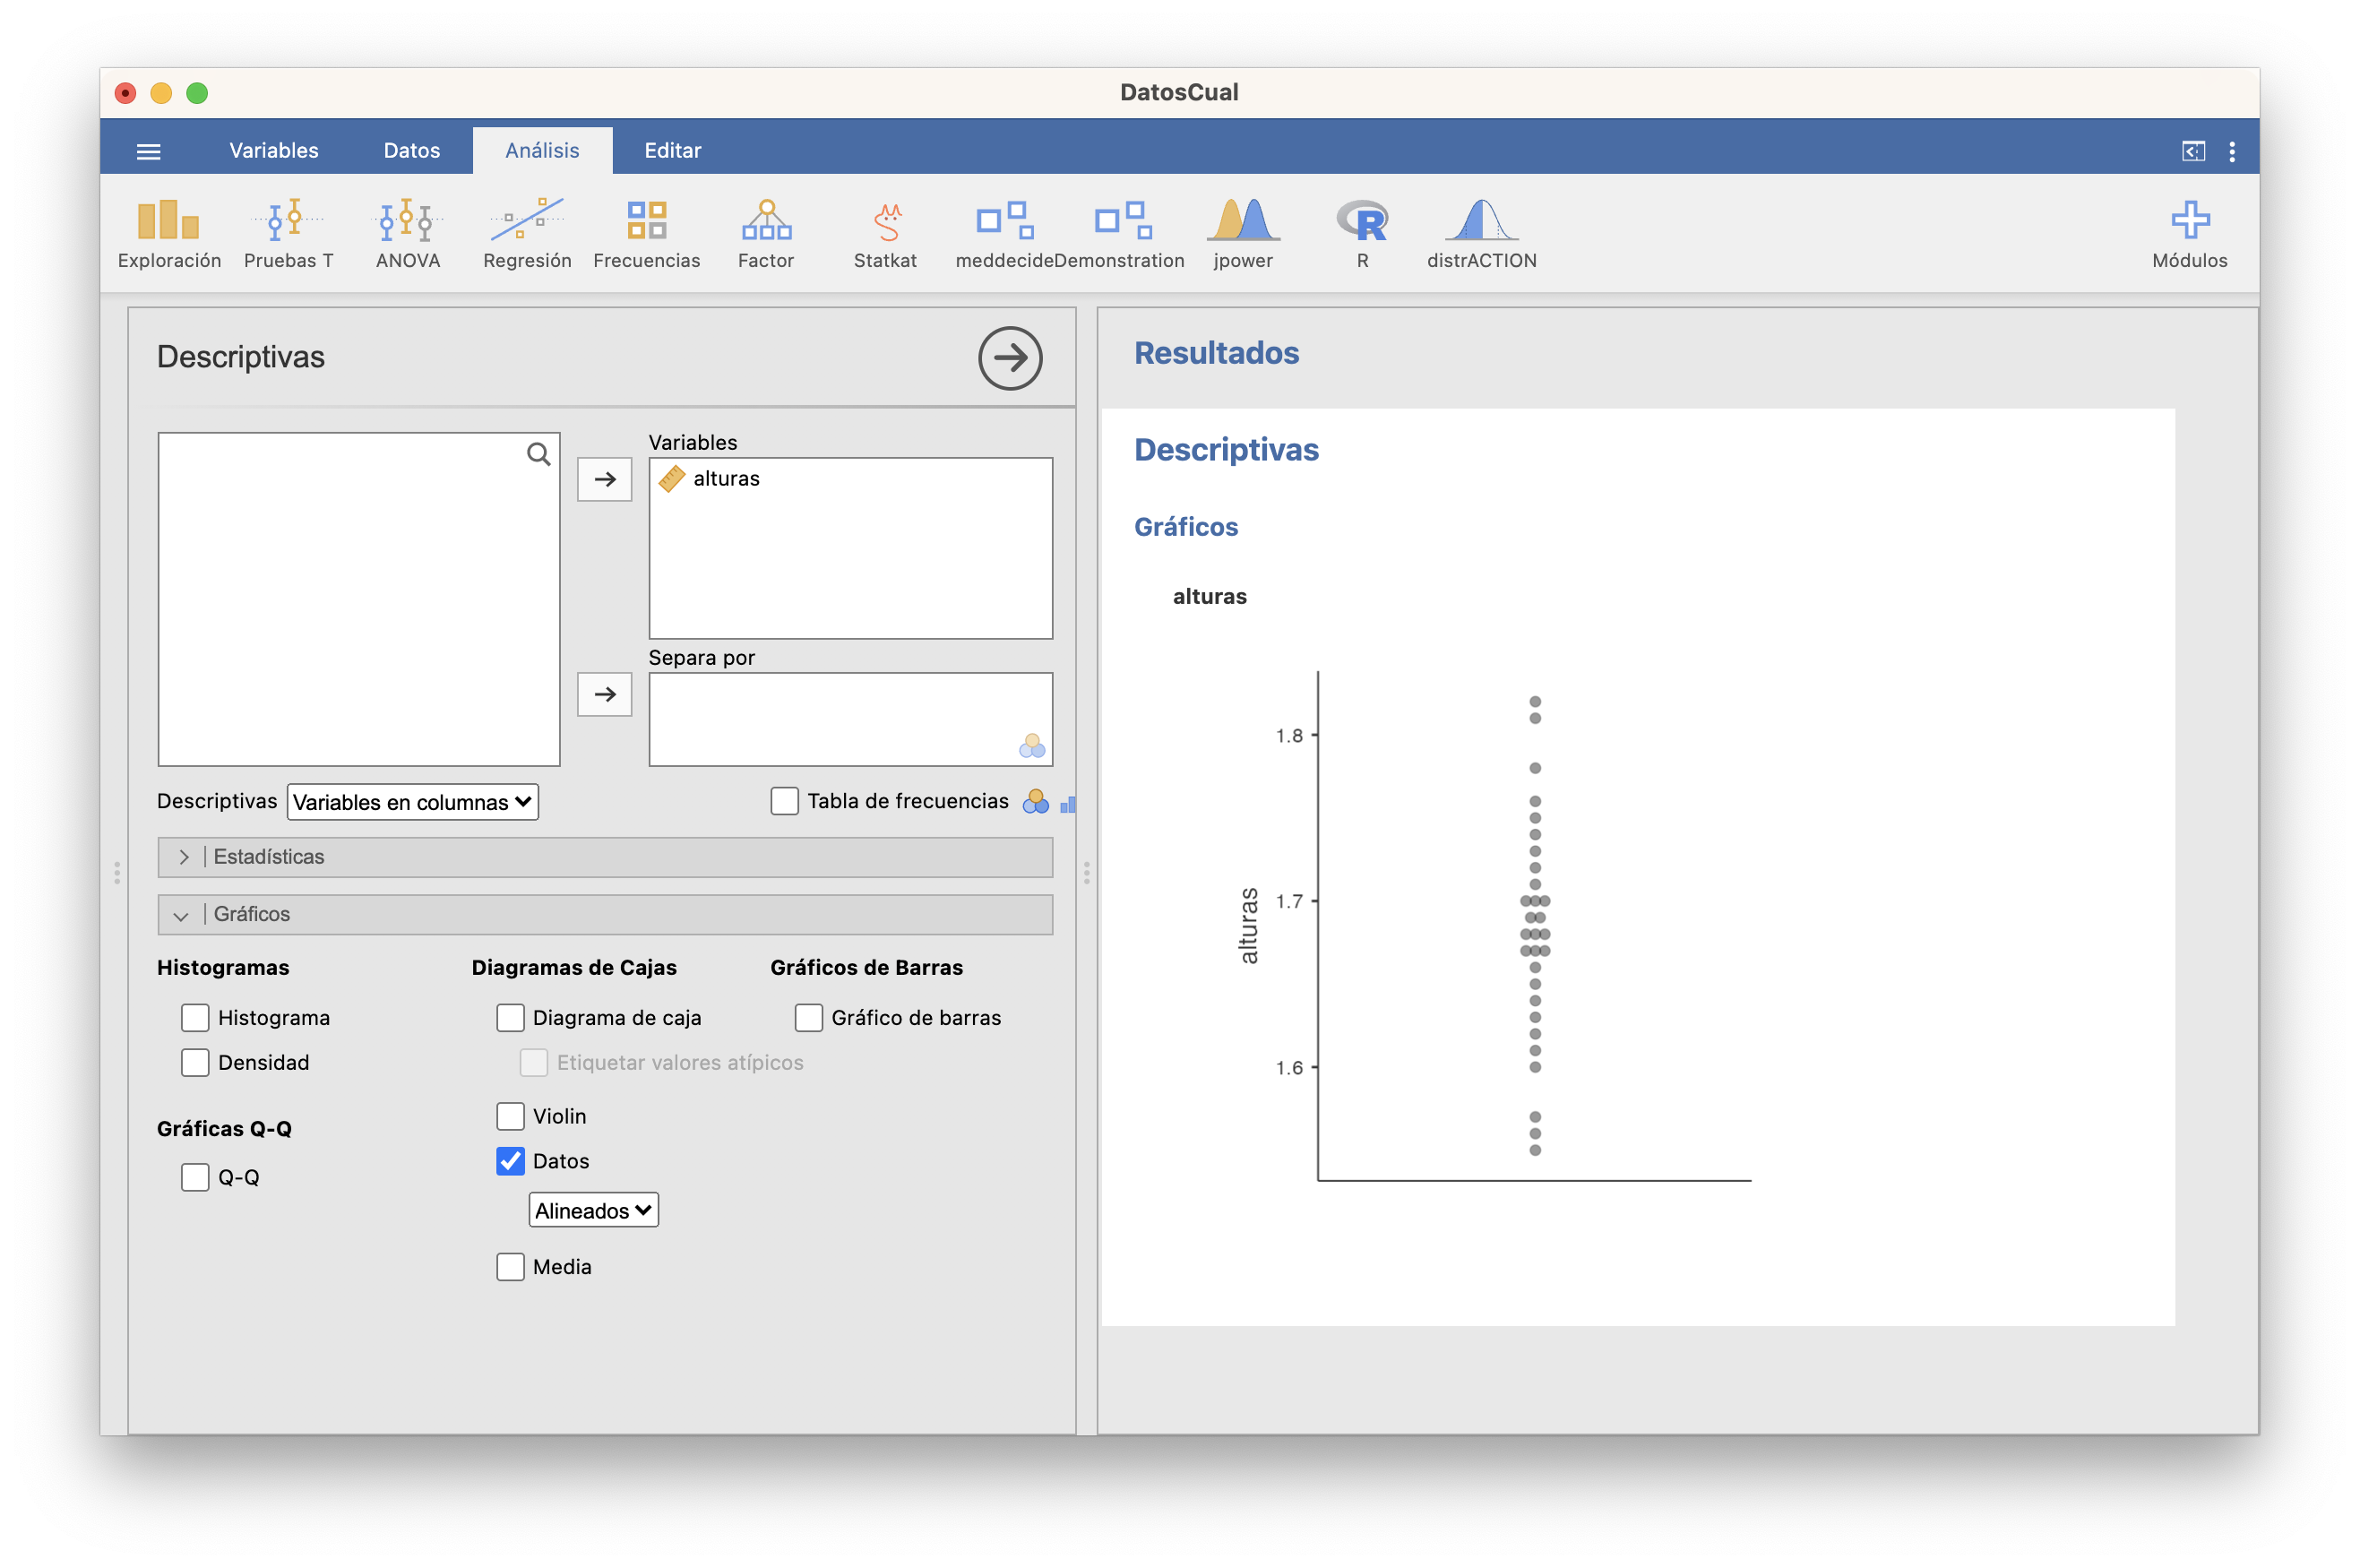 DatosCual
Variables Datos Análisis Editar
Exploración Pruebas T ANOVA Regresión Frecuencias Factor Statkat meddecide Demonstration jpower R distrACTION Módulos
Descriptivas
Variables
alturas
Separa por
Descriptivas Variables en columnas Tabla de frecuencias
Estadísticas
Gráficos
Histogramas Diagramas de Cajas Gráficos de Barras
Histograma Diagrama de caja Gráfico de barras
Densidad Etiquetar valores atípicos
Violin
Gráficas Q-Q
Datos
Q-Q
Alineados
Media
Resultados
Descriptivas
Gráficos
alturas
1.8
1.7
alturas
1.6